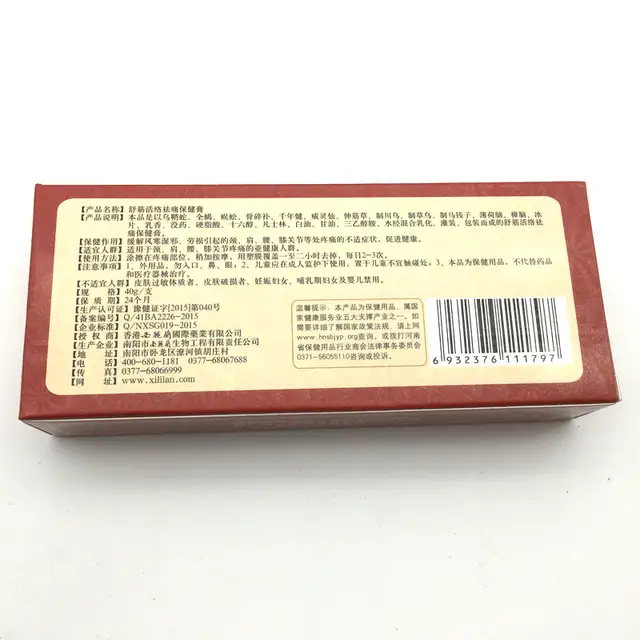 【产品名称】舒筋活络祛痛保健膏
【产品说明】本品是以乌鞘蛇、全蝎、蜈蚣、骨碎补、千年健、威灵仙、伸筋草、制川乌、制草乌、制马钱子、薄荷脑、樟脑、冰
片、乳香、没药、硬脂酸、十六醇、凡士林、白油、甘油、三乙醇胺、水经混合乳化、灌装、包装而成的舒筋活络祛
痛保健膏。
【保健作用】缓解风寒湿邪、劳损引起的颈、肩、腰、膝关节等处疼痛的不适应状，促进健康。
【适宜人群】适用于颈、肩、腰、膝关节疼痛的亚健康人群。
【使用方法】涂擦在疼痛部位，稍加按摩，用塑膜覆盖一至二小时去掉，每日2~3次。
【注意事项】1、外用品，勿入口、鼻、眼；2、儿童应在成人监护下使用，置于儿童不宜触碰处；3、本品为保健用品，不代替药品
和医疗器械治疗。
【不适宜人群】皮肤过敏体质者、皮肤破损者、妊娠妇女、哺乳期妇女及婴儿禁用。
【规 格】40g/支
【保 质 期】24个月
【生产认可证】豫健证字[2015]第040号
【备案编号】Q/41BA2226-2015
【企业标准】Q/NXSG019-2015
【授 权 商】香港國際藥業有限公司
【生产企业】南阳市生物工程有限责任公司
【地 址】南阳市卧龙区潦河镇胡庄村
【电 话】400-680-1181 0377-68067688
【传 真】0377-68066999
【网 址】www.xililan.com
温馨提示：本产品为保健用品，属国
家健康服务业五大支撑产业之一。如
需要详细了解国家政策法规，请上网
www.hnsbjyp.org查询，或拨打河南
省保健用品行业商会法律事务委员会
0371-56055110咨询或投诉
6 932376 111797